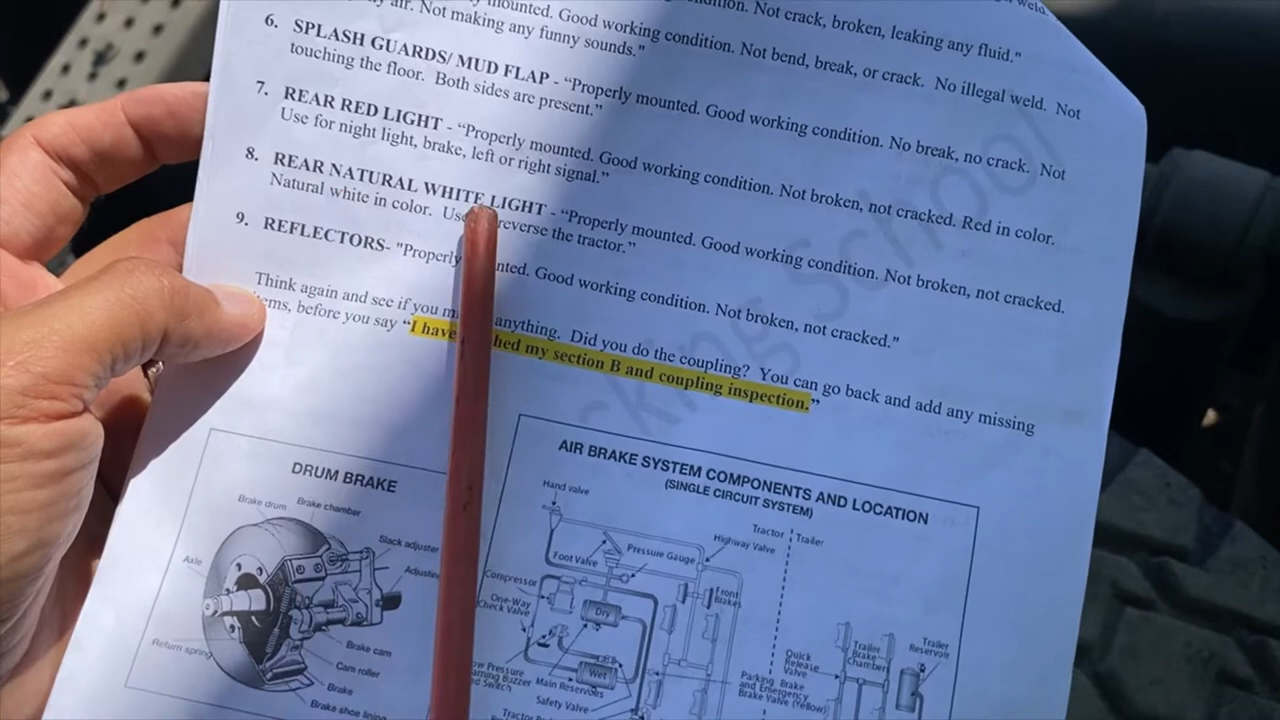 weld.
Not crack, broken, leaking any fluid."
mounted. Good working condition. Not bend, break, or crack. No illegal weld. Not
air. Not making any funny sounds."
6. SPLASH GUARDS/ MUD FLAP - “Properly mounted. Good working condition. No break, no crack. Not
touching the floor. Both sides are present.”
7. REAR RED LIGHT - “Properly mounted. Good working condition. Not broken, not cracked. Red in color.
Use for night light, brake, left or right signal.”
8. REAR NATURAL WHITE LIGHT - “Properly mounted. Good working condition. Not broken, not cracked.
Natural white in color. reverse the tractor.”
9. REFLECTORS- "Properly Good working condition. Not broken, not cracked."
Think again and see if you anything. Did you do the coupling? You can go back and add any missing
before you say “I have my section B and coupling inspection.”
School
DRUM BRAKE
Brake drum
Brake chamber
Slack adjuster
Axle
Return spring
Brake cam
Cam roller
Brake
Brake shoe lining
AIR BRAKE SYSTEM COMPONENTS AND LOCATION
(SINGLE CIRCUIT SYSTEM)
Hand valve
Tractor
Trailer
Highway Valve
Foot Valve
Pressure Gauge
Compressor
One-Way
Check Valve
Front
Brakes
Dry
Wet
Pressure
Buzzer
Switch
Main Reservoirs
Safety Valve
Quick
Release
Valve
Trailer
Brake
Chamber
Trailer
Reservoir
Parking Brake
and Emergency
Brake Valve (Yellow)